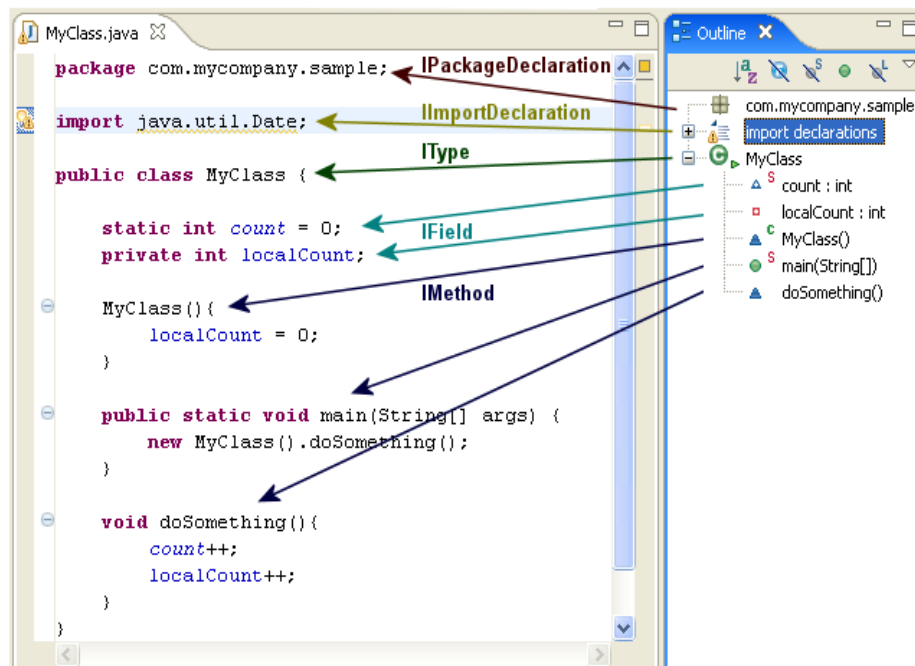 MyClass.java
package com.mycompany.sample;
IPackageDeclaration
import java.util.Date;
IImportDeclaration
IType
public class MyClass {
static int count = 0;
IField
private int localCount;
IMethod
MyClass(){
localCount = 0;
}
public static void main(String[] args) {
new MyClass().doSomething();
}
void doSomething(){
count++;
localCount++;
}
}
Outline
a
z
S
L
com.mycompany.sample
import declarations
C
MyClass
S
count : int
localCount : int
C
MyClass()
S
main(String[])
doSomething()